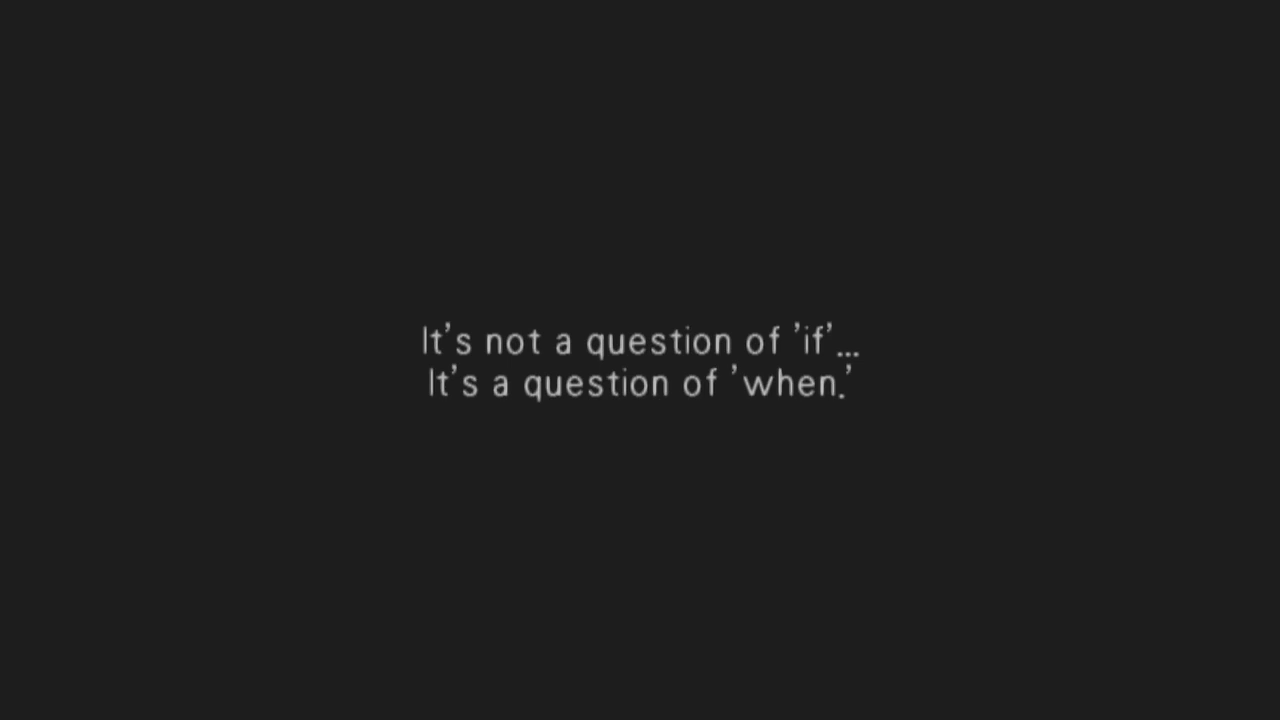 It's not a question of 'if'...
It's a question of 'when.'